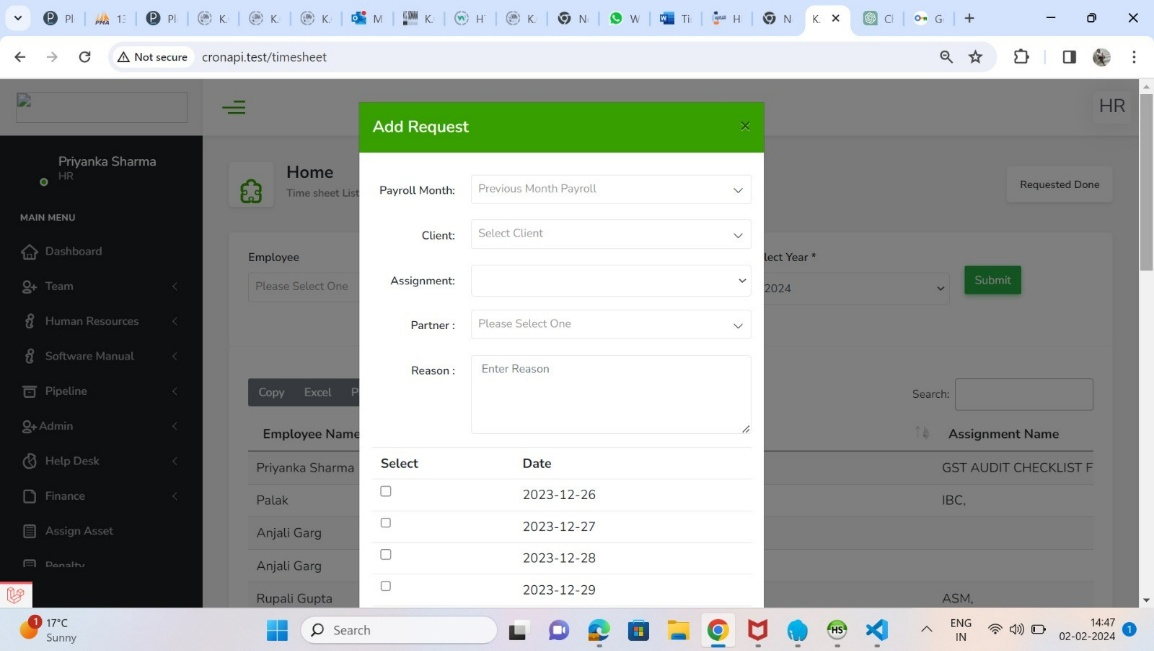 Not secure
cronapi.test/timesheet
HR
Add Request
Priyanka Sharma
HR
Home
Time sheet List
Requested Done
Payroll Month:
Previous Month Payroll
MAIN MENU
Client:
Select Client
Dashboard
Employee
lect Year *
Assignment:
Submit
Team
Please Select One
2024
Human Resources
Partner :
Please Select One
Software Manual
Reason :
Enter Reason
Pipeline
Copy
Excel
Search:
Admin
Employee Name
Assignment Name
Help Desk
Select
Date
Priyanka Sharma
GST AUDIT CHECKLIST F
Finance
2023-12-26
Palak
IBC,
Assign Asset
2023-12-27
Anjali Garg
Penalty
2023-12-28
Anjali Garg
2023-12-29
Rupali Gupta
ASM,
1
17°C
Sunny
Search
HS
ENG
IN
14:47
02-02-2024
1